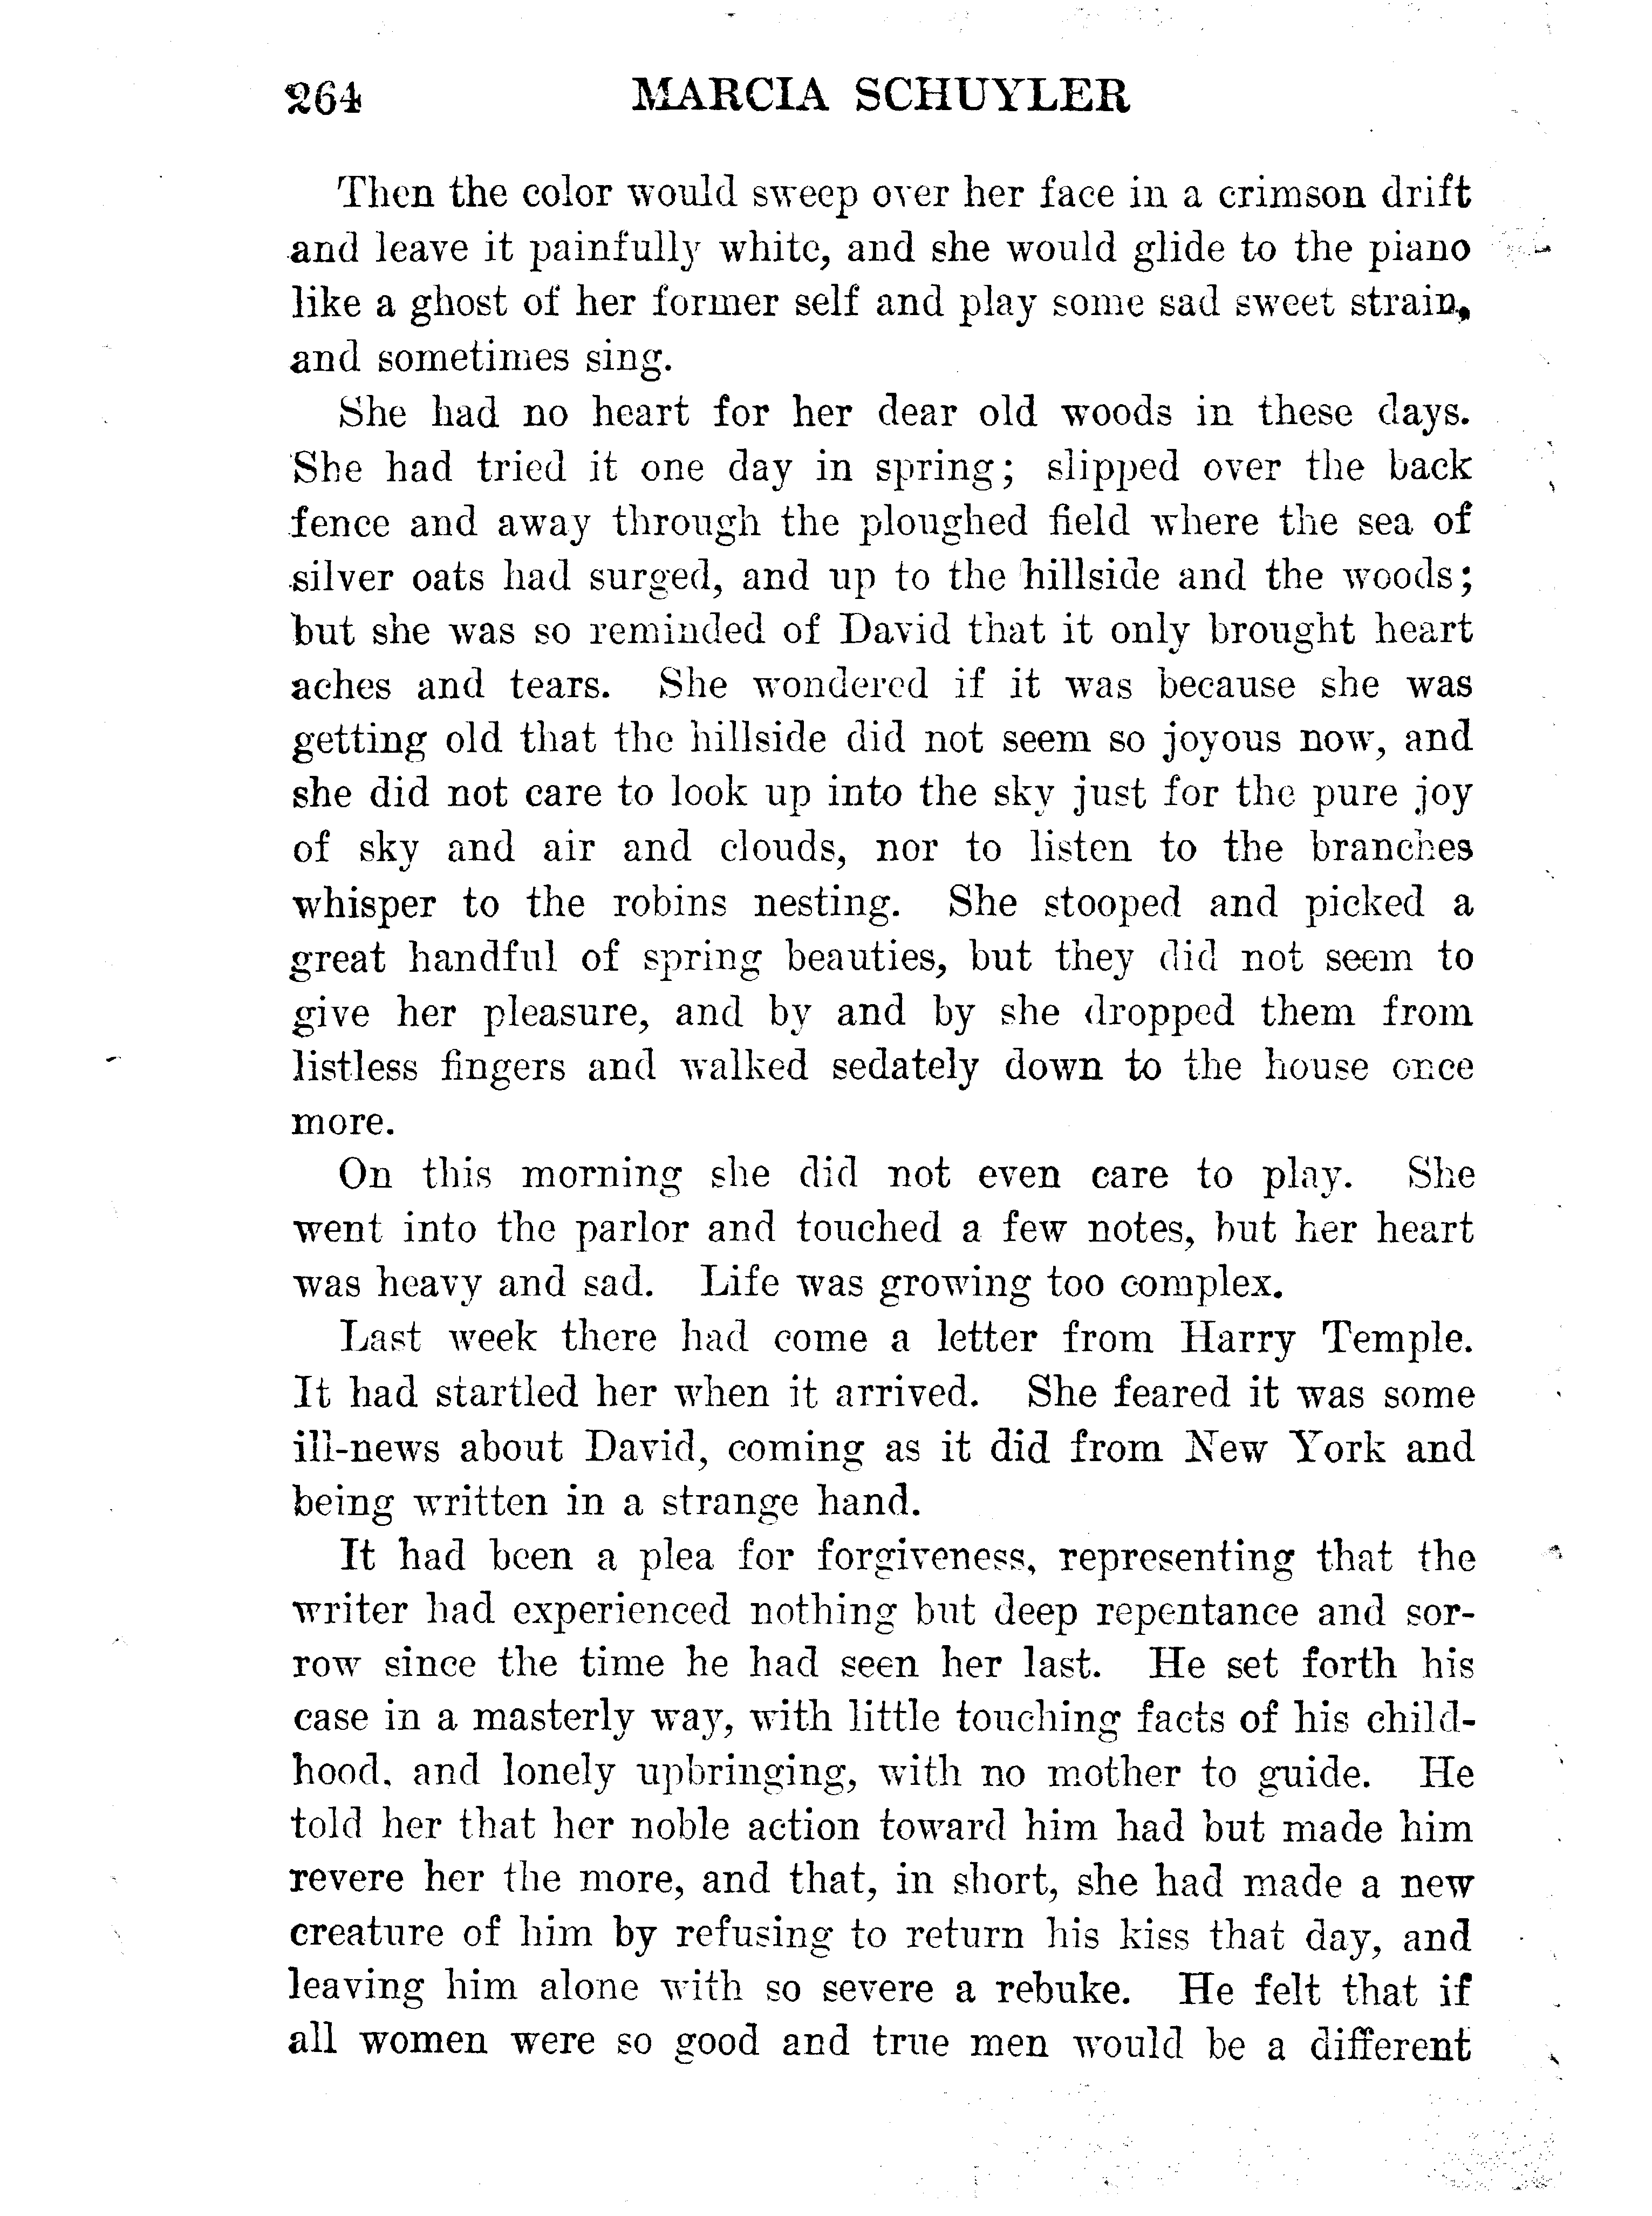 264 MARCIA SCHUYLER
Then the color would sweep over her face in a crimson drift
and leave it painfully white, and she would glide to the piano
like a ghost of her former self and play some sad sweet strain,
and sometimes sing.
She had no heart for her dear old woods in these days.
She had tried it one day in spring; slipped over the back
fence and away through the ploughed field where the sea of
silver oats had surged, and up to the hillside and the woods;
but she was so reminded of David that it only brought heart
aches and tears. She wondered if it was because she was
getting old that the hillside did not seem so joyous now, and
she did not care to look up into the sky just for the pure joy
of sky and air and clouds, nor to listen to the branches
whisper to the robins nesting. She stooped and picked a
great handful of spring beauties, but they did not seem to
give her pleasure, and by and by she dropped them from
listless fingers and walked sedately down to the house once
more.
On this morning she did not even care to play. She
went into the parlor and touched a few notes, but her heart
was heavy and sad. Life was growing too complex.
Last week there had come a letter from Harry Temple.
It had startled her when it arrived. She feared it was some
ill-news about David, coming as it did from New York and
being written in a strange hand.
It had been a plea for forgiveness, representing that the
writer had experienced nothing but deep repentance and sor-
row since the time he had seen her last. He set forth his
case in a masterly way, with little touching facts of his child-
hood, and lonely upbringing, with no mother to guide. He
told her that her noble action toward him had but made him
revere her the more, and that, in short, she had made a new
creature of him by refusing to return his kiss that day, and
leaving him alone with so severe a rebuke. He felt that if
all women were so good and true men would be a different